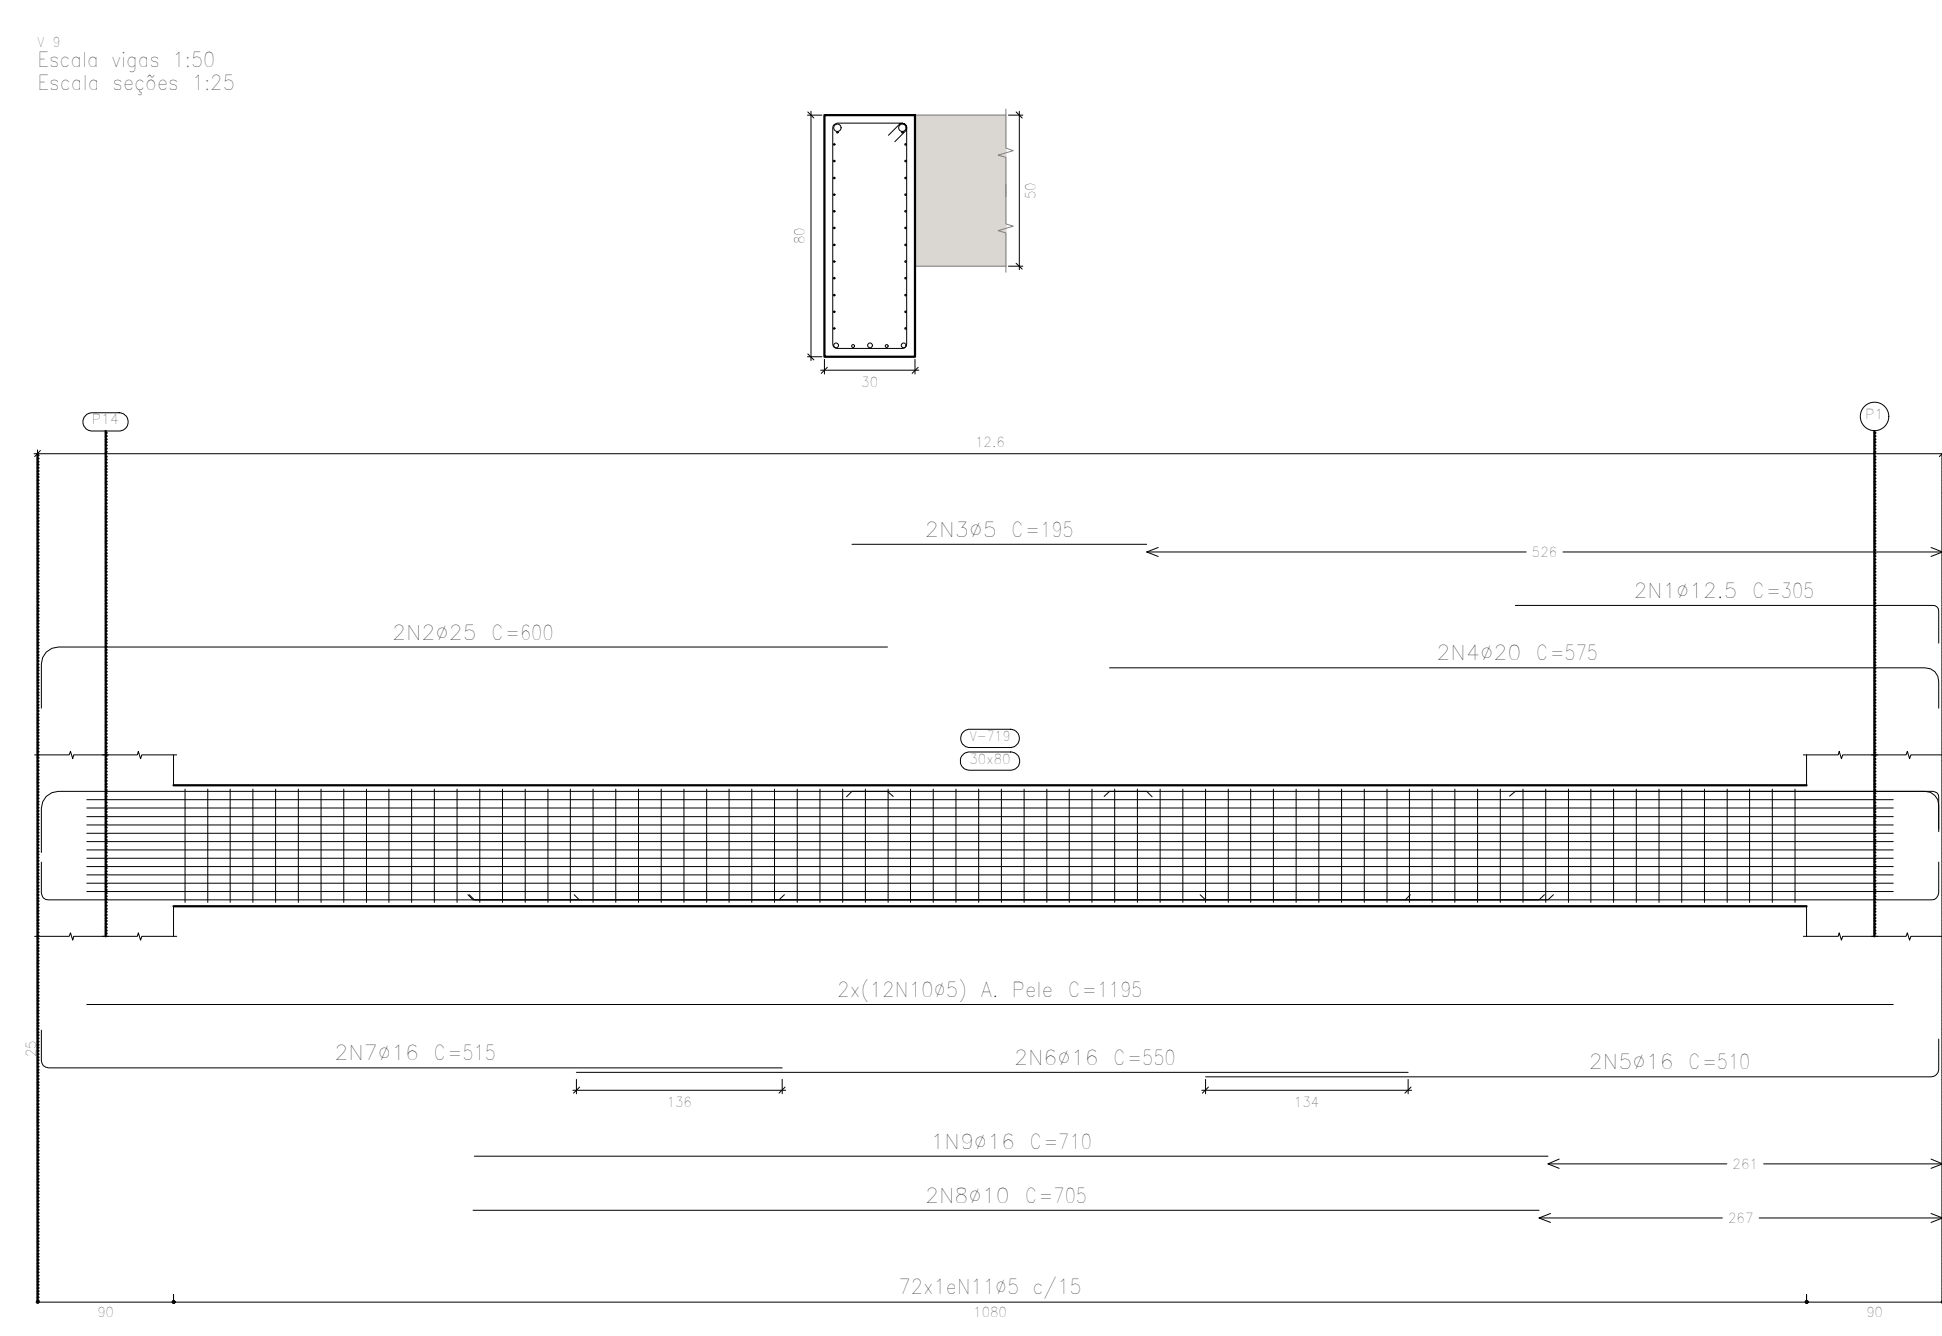 V 9
Escala vigas 1:50
Escala seções 1:25
50
80
30
P14
P1
12.6
2N3ø5 C=195
526
2N1ø12.5 C=305
2N2ø25 C=600
2N4ø20 C=575
V-719
30x80
2x(12N10ø5) A. Pele C=1195
25
2N7ø16 C=515
2N6ø16 C=550
2N5ø16 C=510
136
134
1N9ø16 C=710
261
2N8ø10 C=705
267
72x1eN11ø5 c/15
90
1080
90